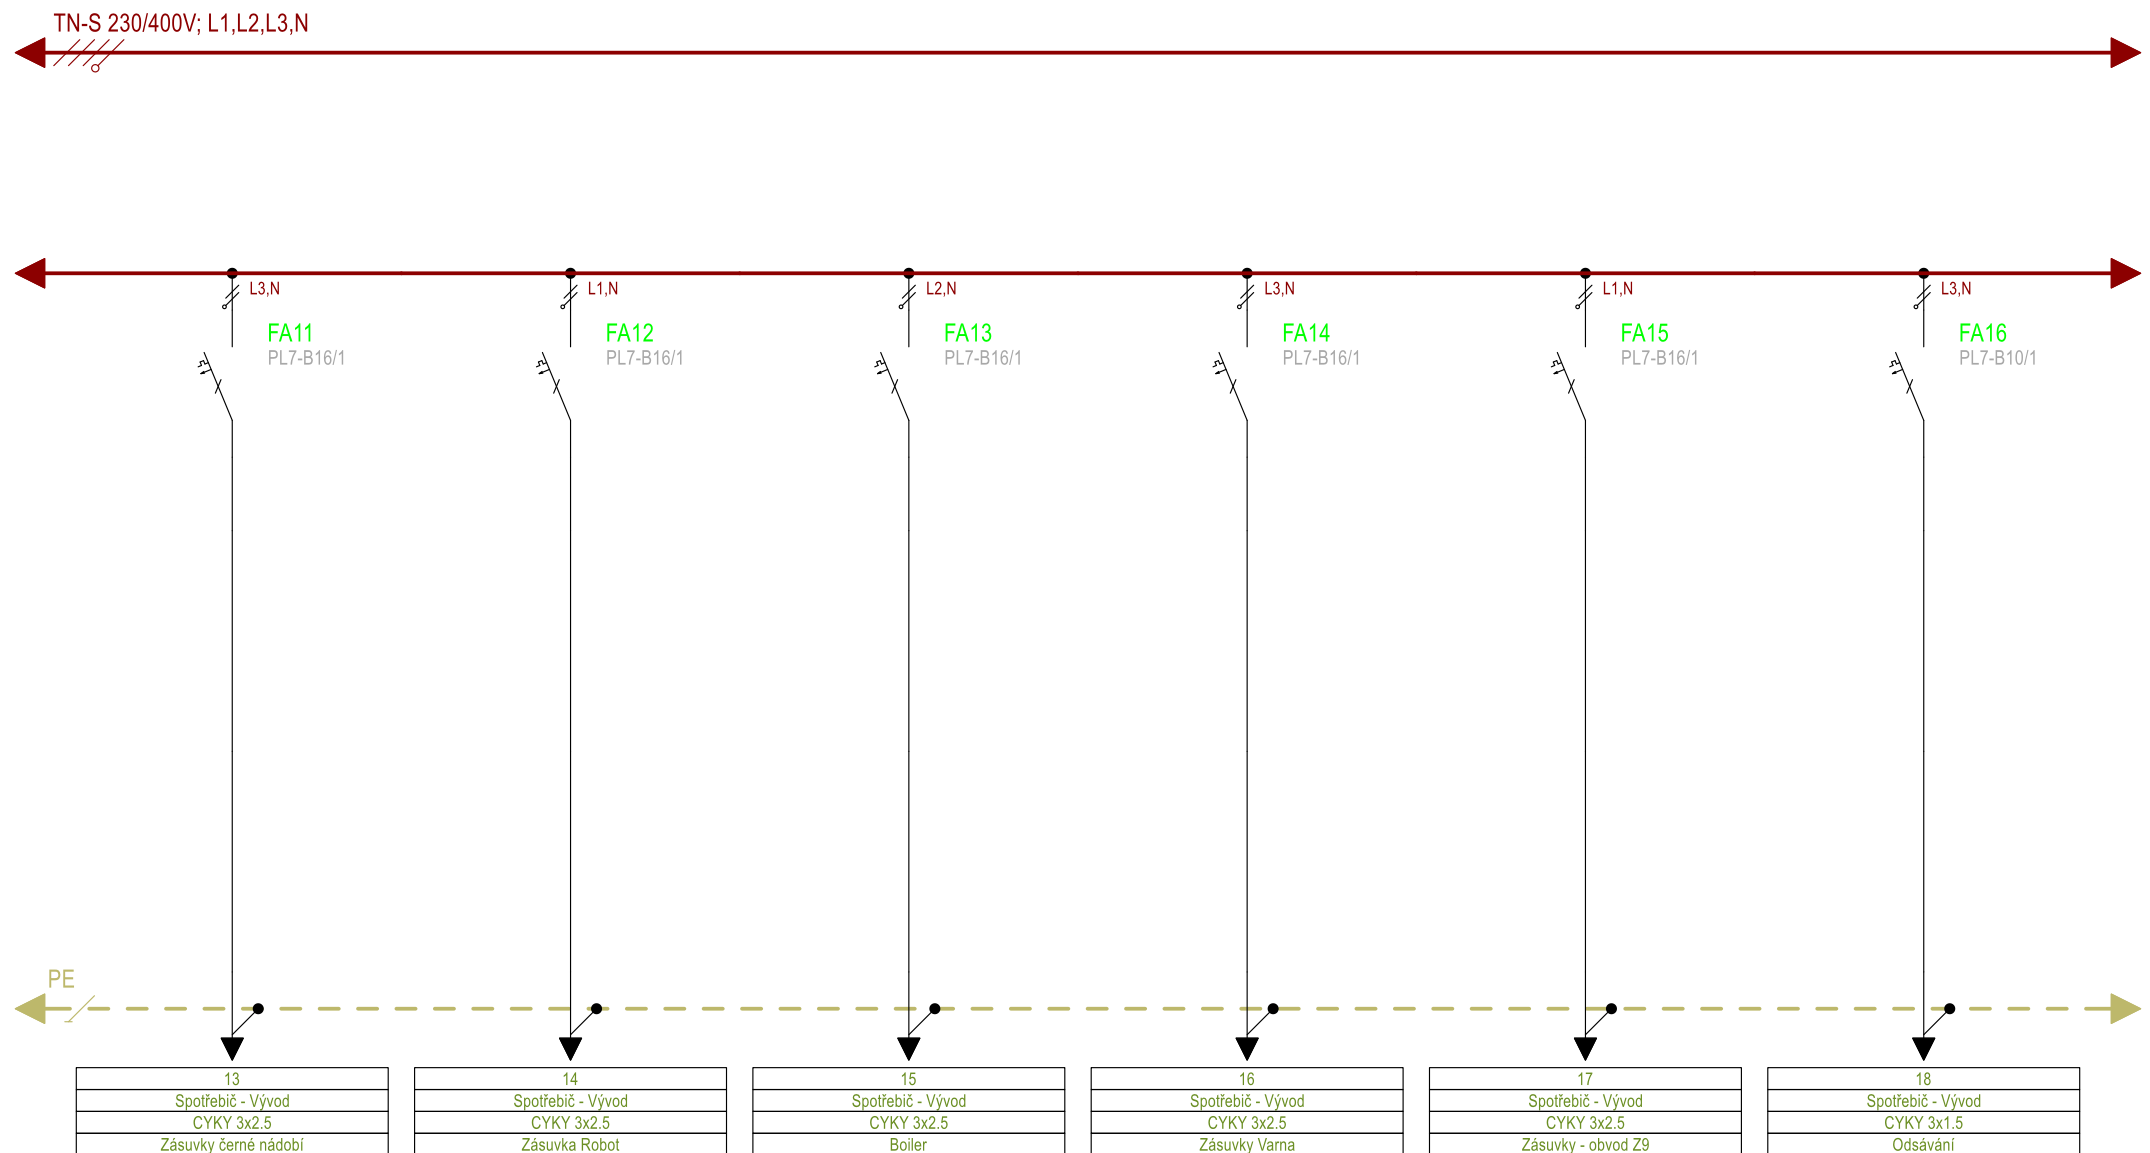 TN-S 230/400V; L1,L2,L3,N
L3,N
L1,N
L2,N
L3,N
L1,N
L3,N
FA11
FA12
FA13
FA14
FA15
FA16
PL7-B16/1
PL7-B16/1
PL7-B16/1
PL7-B16/1
PL7-B16/1
PL7-B10/1
PE
13
14
15
16
17
18
Spotřebič - Vývod
Spotřebič - Vývod
Spotřebič - Vývod
Spotřebič - Vývod
Spotřebič - Vývod
Spotřebič - Vývod
CYKY 3x2.5
CYKY 3x2.5
CYKY 3x2.5
CYKY 3x2.5
CYKY 3x2.5
CYKY 3x1.5
Zásuvky černé nádobí
Zásuvka Robot
Boiler
Zásuvky Varna
Zásuvky - obvod Z9
Odsávání